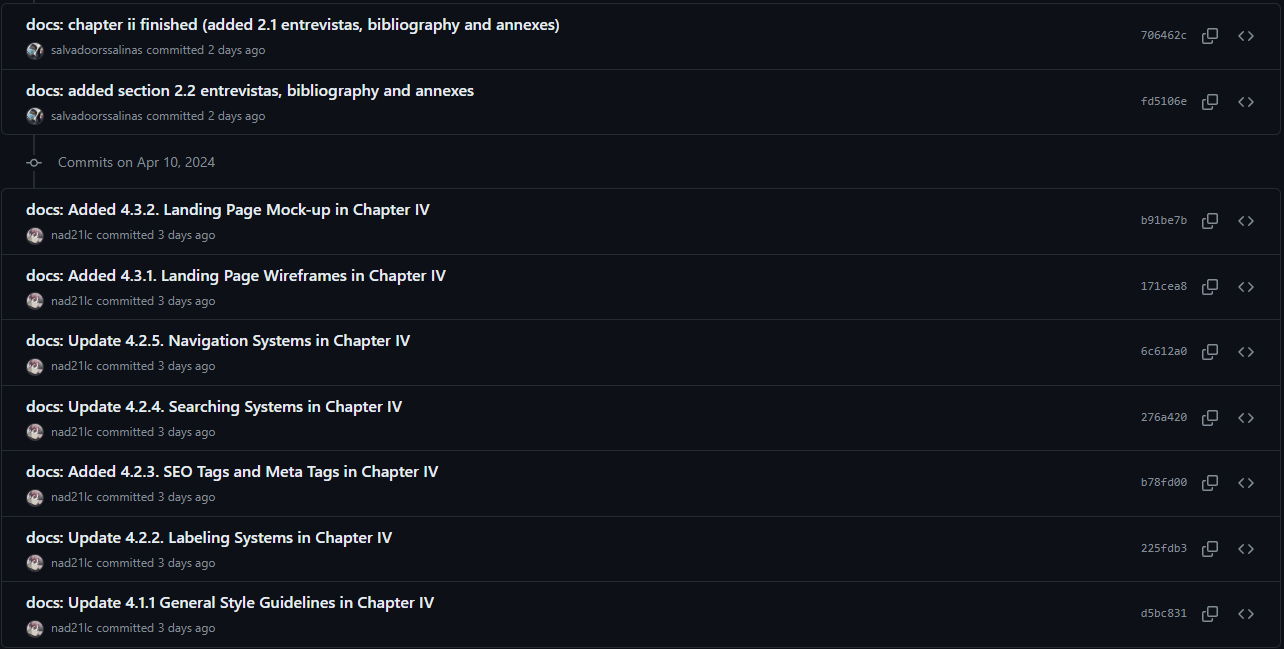 docs: chapter ii finished (added 2.1 entrevistas, bibliography and annexes)
salvadoorssalinas committed 2 days ago
706462c
docs: added section 2.2 entrevistas, bibliography and annexes
salvadoorssalinas committed 2 days ago
fd5106e
Commits on Apr 10, 2024
docs: Added 4.3.2. Landing Page Mock-up in Chapter IV
nad21lc committed 3 days ago
b91be7b
docs: Added 4.3.1. Landing Page Wireframes in Chapter IV
nad21lc committed 3 days ago
171cea8
docs: Update 4.2.5. Navigation Systems in Chapter IV
nad21lc committed 3 days ago
6c612a0
docs: Update 4.2.4. Searching Systems in Chapter IV
nad21lc committed 3 days ago
276a420
docs: Added 4.2.3. SEO Tags and Meta Tags in Chapter IV
nad21lc committed 3 days ago
b78fd00
docs: Update 4.2.2. Labeling Systems in Chapter IV
nad21lc committed 3 days ago
225fdb3
docs: Update 4.1.1 General Style Guidelines in Chapter IV
nad21lc committed 3 days ago
d5bc831